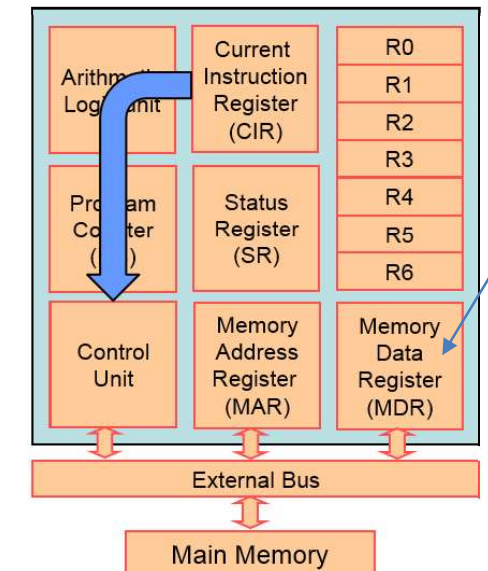 Current
Instruction
Register
(CIR)
R0
R1
R2
R3
R4
R5
R6
Status
Register
(SR)
Control
Unit
Memory
Address
Register
(MAR)
Memory
Data
Register
(MDR)
External Bus
Main Memory